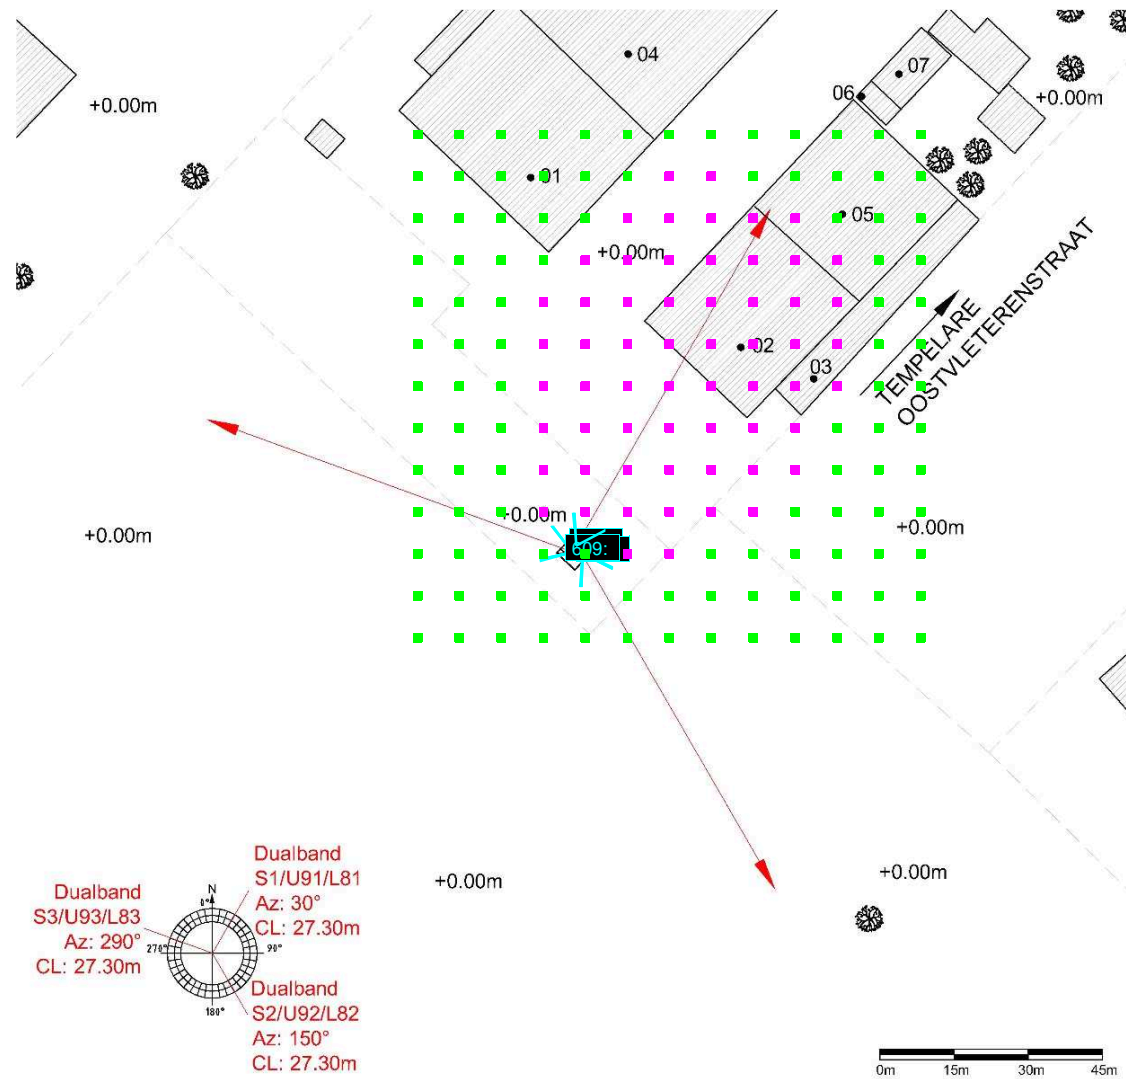 04
07
06
+0.00m
+0.00m
01
05
+0.00m
TEMPELARE
OOSTVLETERENSTRAAT
02
03
+0.00m
+0.00m
+0.00m
609:
+0.00m
+0.00m
Dualband
S1/U91/L81
Az: 30°
CL: 27.30m
Dualband
S3/U93/L83
Az: 290°
CL: 27.30m
N
0°
270°
90°
180°
Dualband
S2/U92/L82
Az: 150°
CL: 27.30m
0m 15m 30m 45m